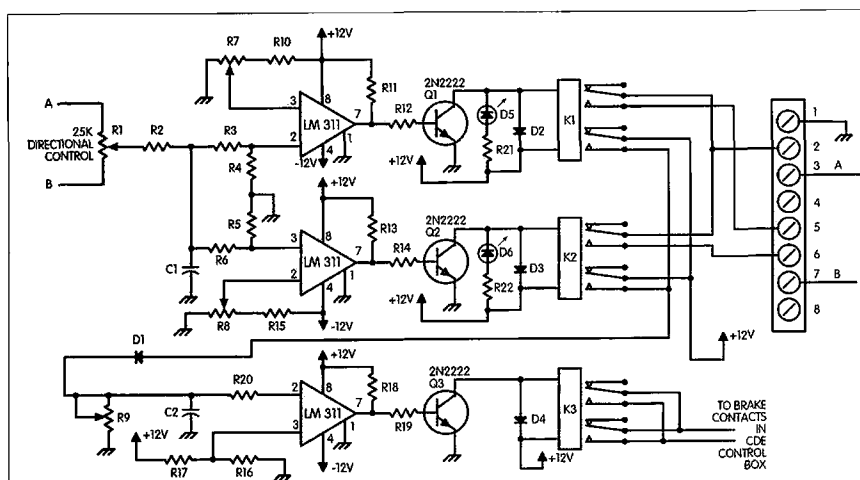 +12V
R7
R10
R11
3
8
LM 311
7
1
2
4
-12V
R12
2N2222
Q1
D5
D2
R21
+12V
K1
A
25K
DIRECTIONAL
CONTROL
R1
B
R2
R3
R4
R5
R6
C1
+12V
R13
3
8
LM 311
7
1
2
4
-12V
R14
2N2222
Q2
D6
D3
R22
+12V
K2
R8
R15
D1
+12V
R18
R20
2
8
LM 311
7
1
3
4
-12V
R19
2N2222
Q3
D4
+12V
K3
R9
C2
+12V
R17
R16
1
2
3
A
4
5
6
7
B
8
+12V
TO BRAKE
CONTACTS
IN
CDE
CONTROL
BOX